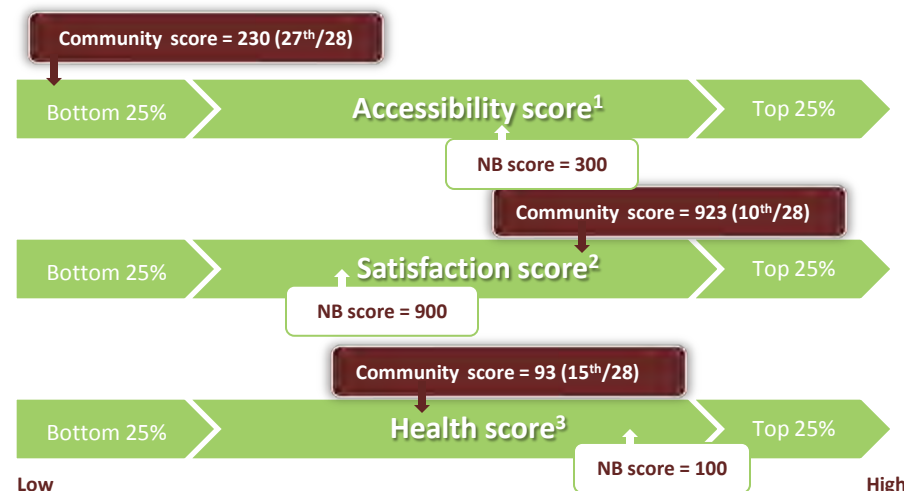 Community score = 230 (27th/28)
Bottom 25% Accessibility score1 Top 25%
NB score = 300
Community score = 923 (10th/28)
Bottom 25% Satisfaction score2 Top 25%
NB score = 900
Community score = 93 (15th/28)
Bottom 25% Health score3 Top 25%
NB score = 100
Low High